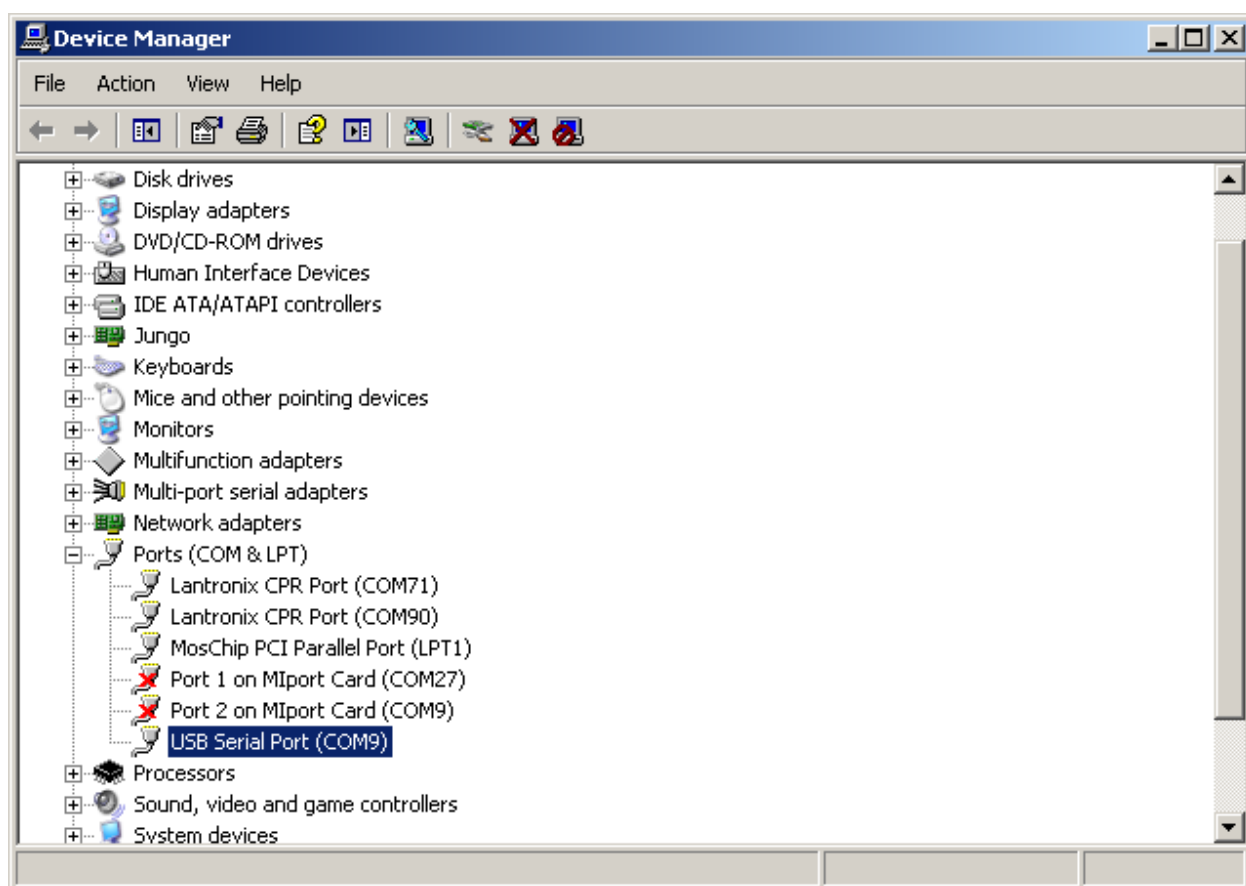 Device Manager
File Action View Help
Disk drives
Display adapters
DVD/CD-ROM drives
Human Interface Devices
IDE ATA/ATAPI controllers
Jungo
Keyboards
Mice and other pointing devices
Monitors
Multifunction adapters
Multi-port serial adapters
Network adapters
Ports (COM & LPT)
Lantronix CPR Port (COM71)
Lantronix CPR Port (COM90)
MosChip PCI Parallel Port (LPT1)
Port 1 on MIport Card (COM27)
Port 2 on MIport Card (COM9)
USB Serial Port (COM9)
Processors
Sound, video and game controllers
System devices